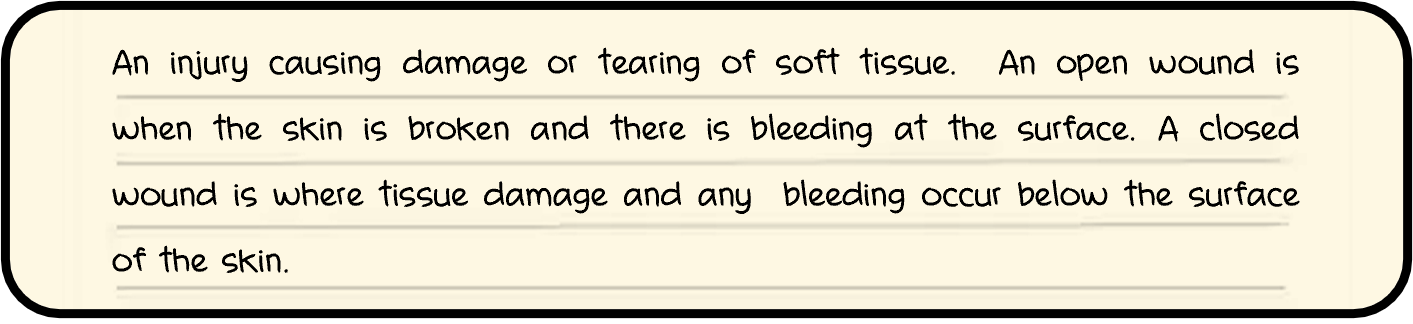 An injury causing damage or tearing of soft tissue. An open wound is
when the skin is broken and there is bleeding at the surface. A closed
wound is where tissue damage and any bleeding occur below the surface
of the skin.